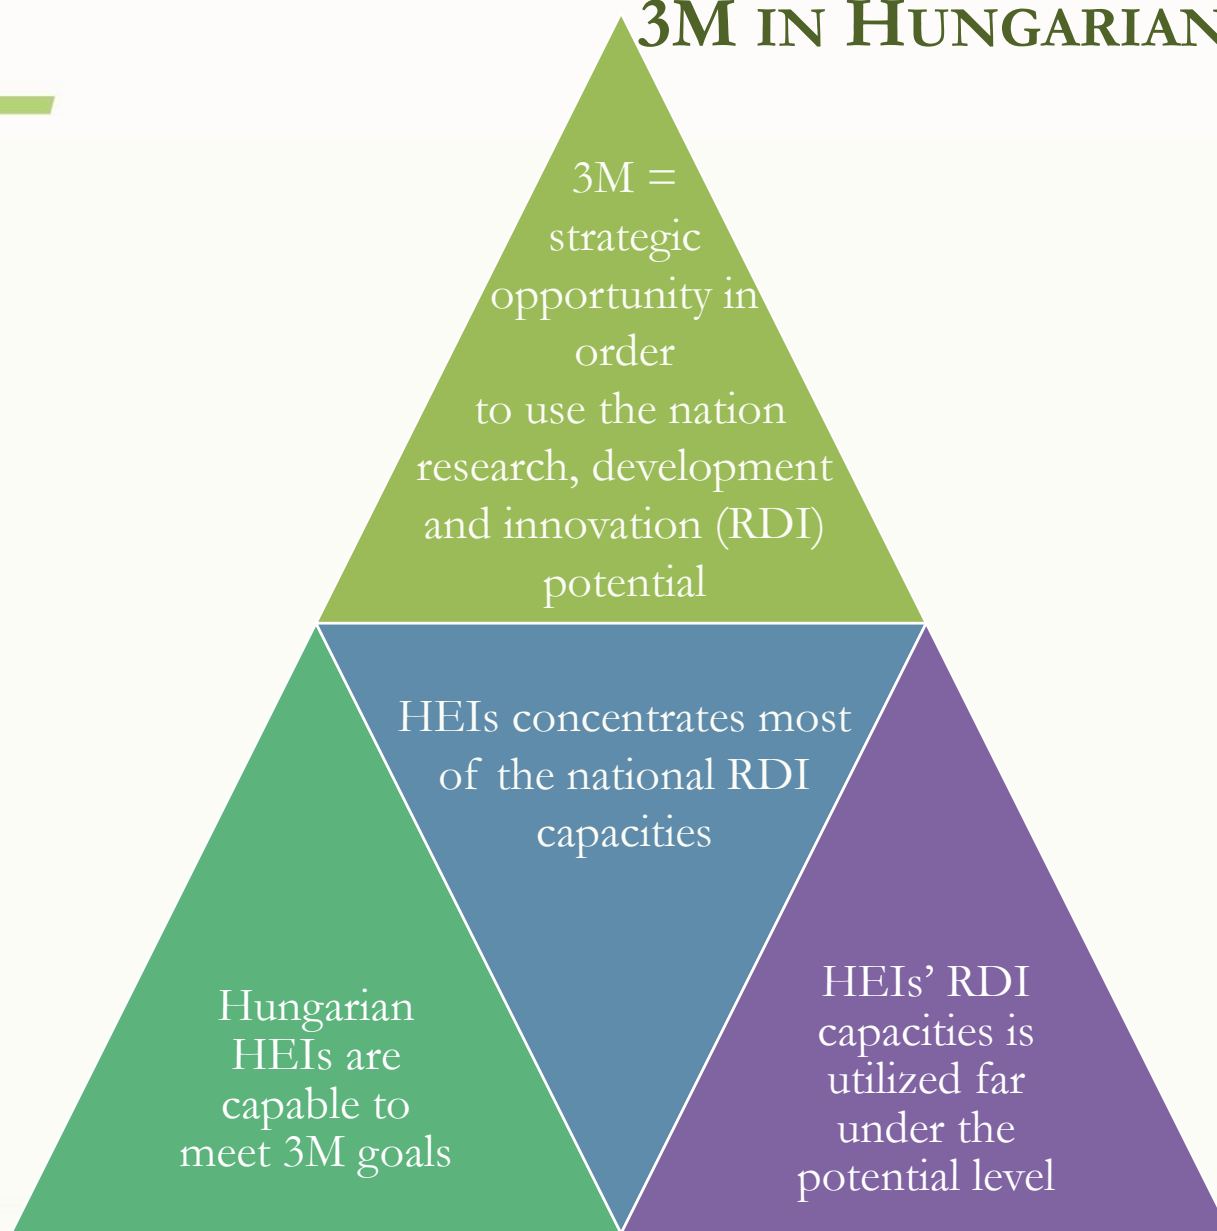 3M IN HUNGARIAN
3M =
strategic
opportunity in
order
to use the nation
research, development
and innovation (RDI)
potential
HEIs concentrates most
of the national RDI
capacities
Hungarian
HEIs are
capable to
meet 3M goals
HEIs’ RDI
capacities is
utilized far
under the
potential level